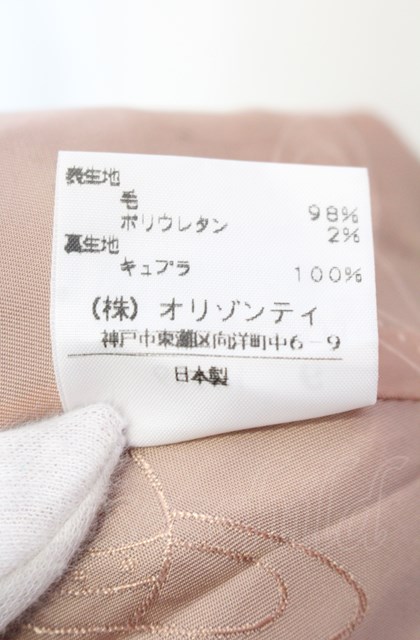 表生地
毛 98%
ポリウレタン 2%
裏生地
キュプラ 100%
(株) オリゾンティ
神戸市東灘区向洋町中6-9
日本製